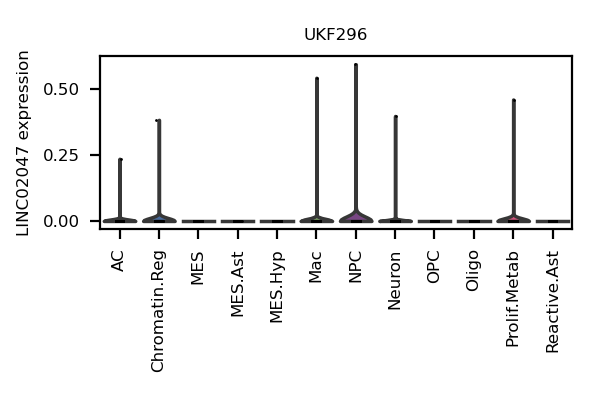 UKF296
LINC02047 expression
0.50
0.25
0.00
AC
Chromatin.Reg
MES
MES.Ast
MES.Hyp
Mac
NPC
Neuron
OPC
Oligo
Prolif.Metab
Reactive.Ast